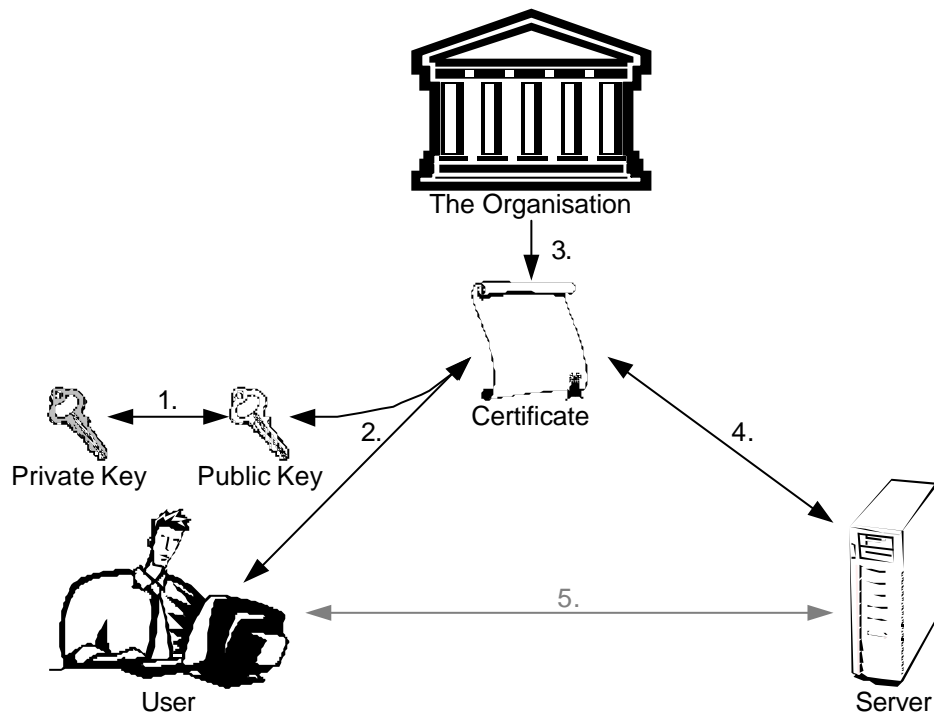 The Organisation
3.
Certificate
1.
2.
4.
Private Key
Public Key
5.
User
Server